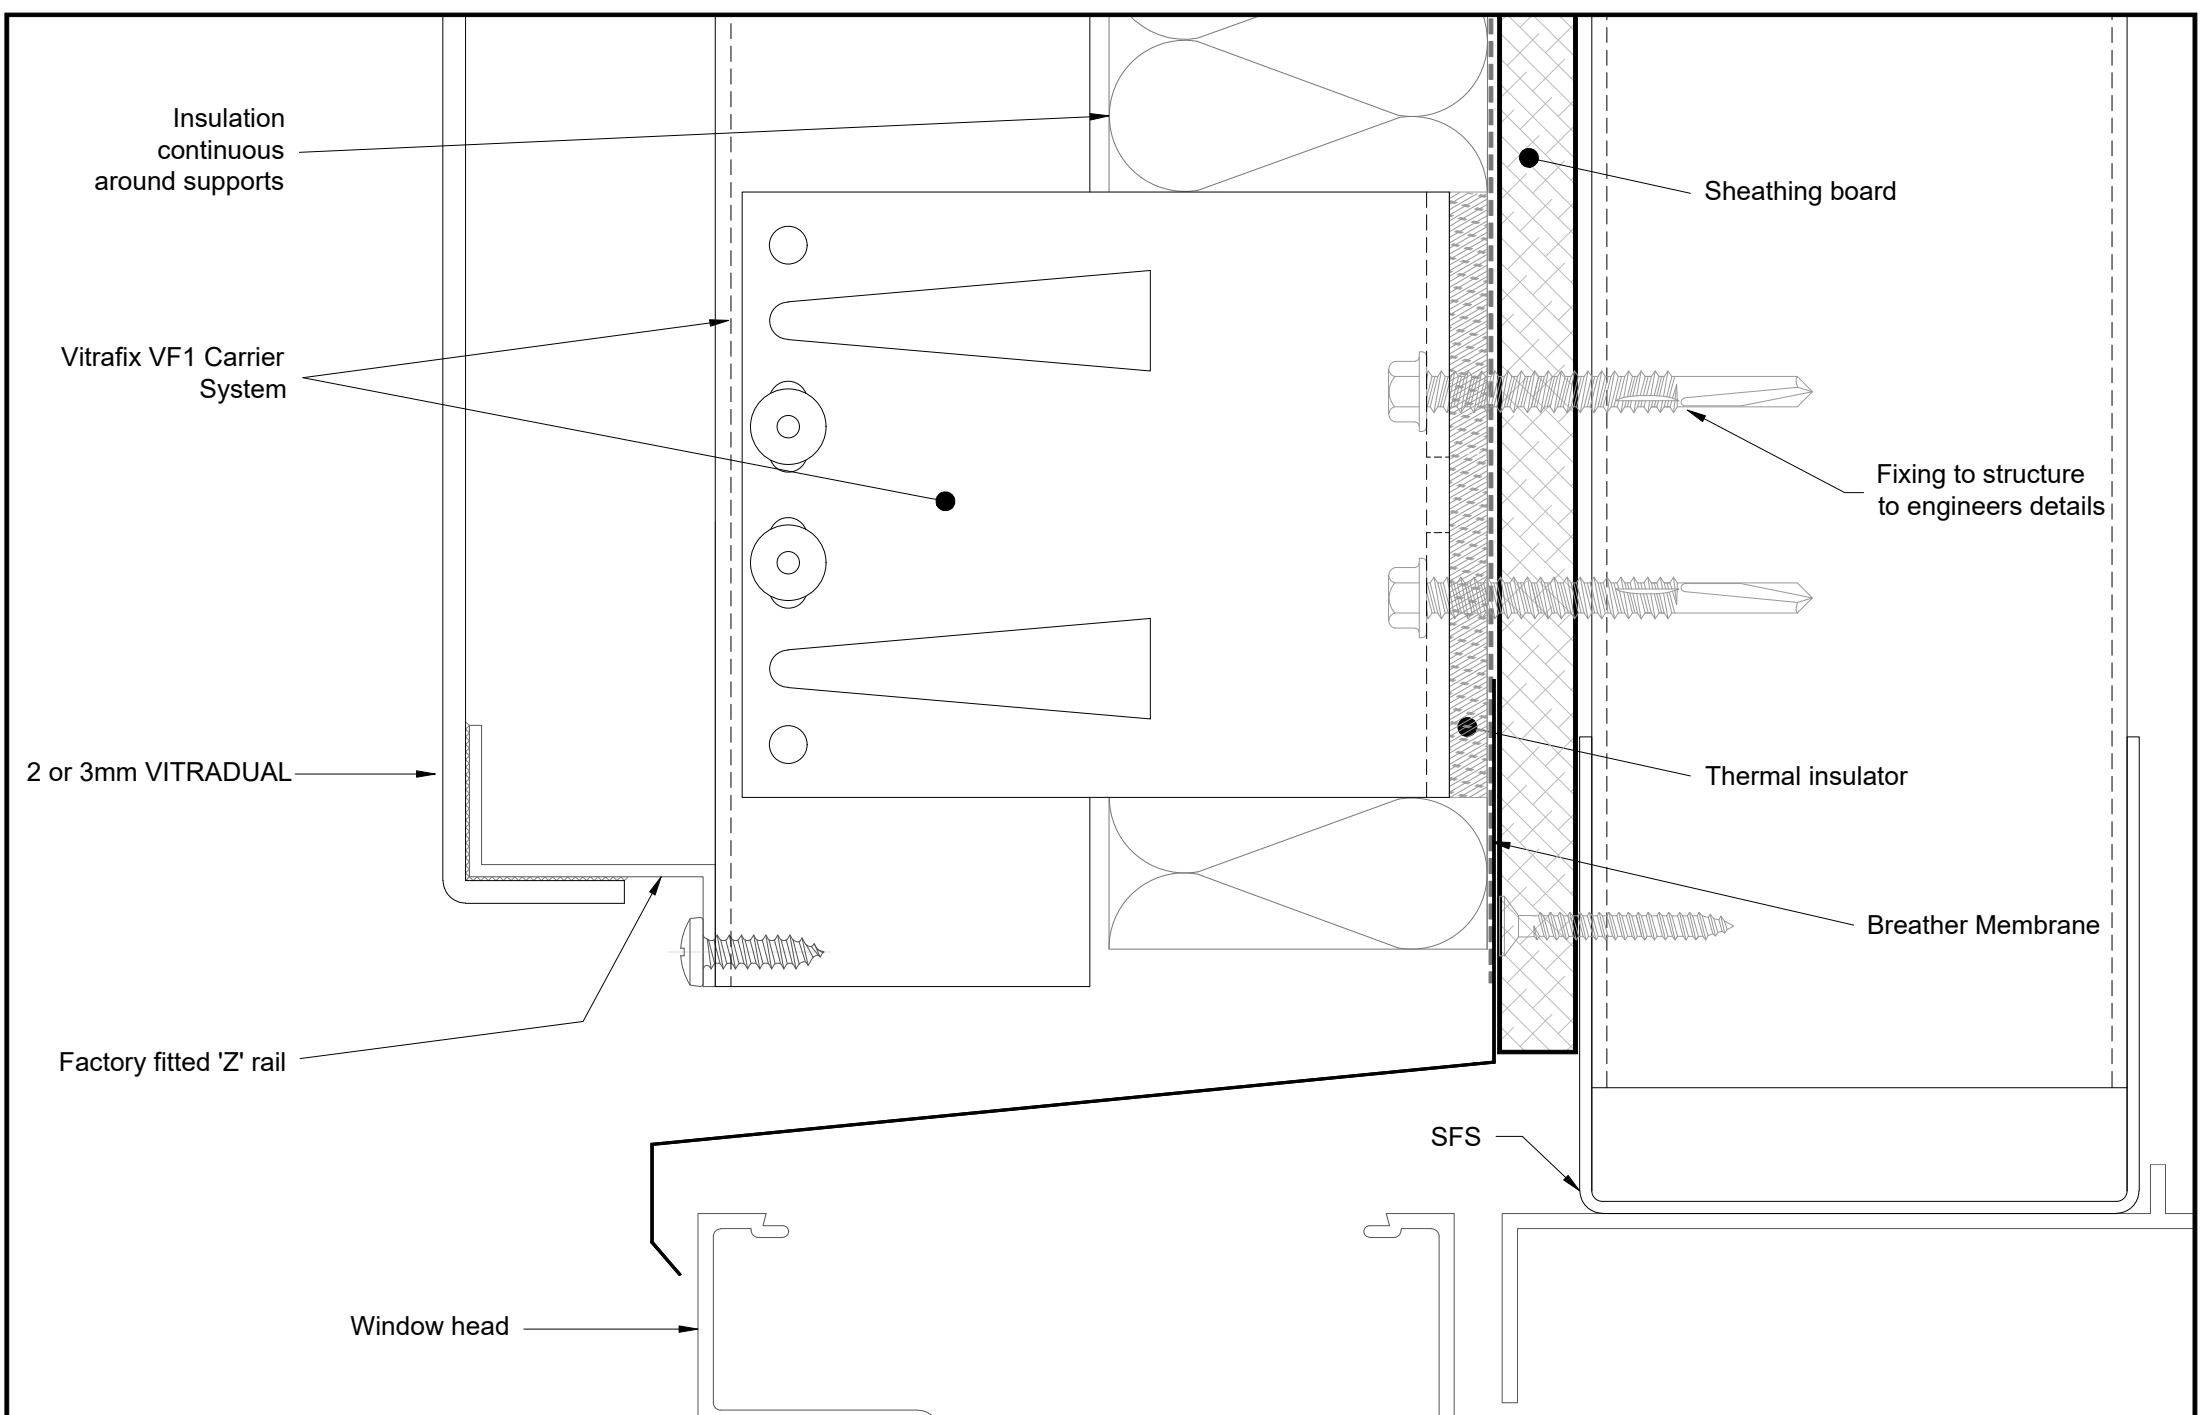 Insulation
continuous
around supports
Sheathing board
Vitrafix VF1 Carrier
System
Fixing to structure
to engineers details
2 or 3mm VITRADUAL
Thermal insulator
Breather Membrane
Factory fitted 'Z' rail
SFS
Window head